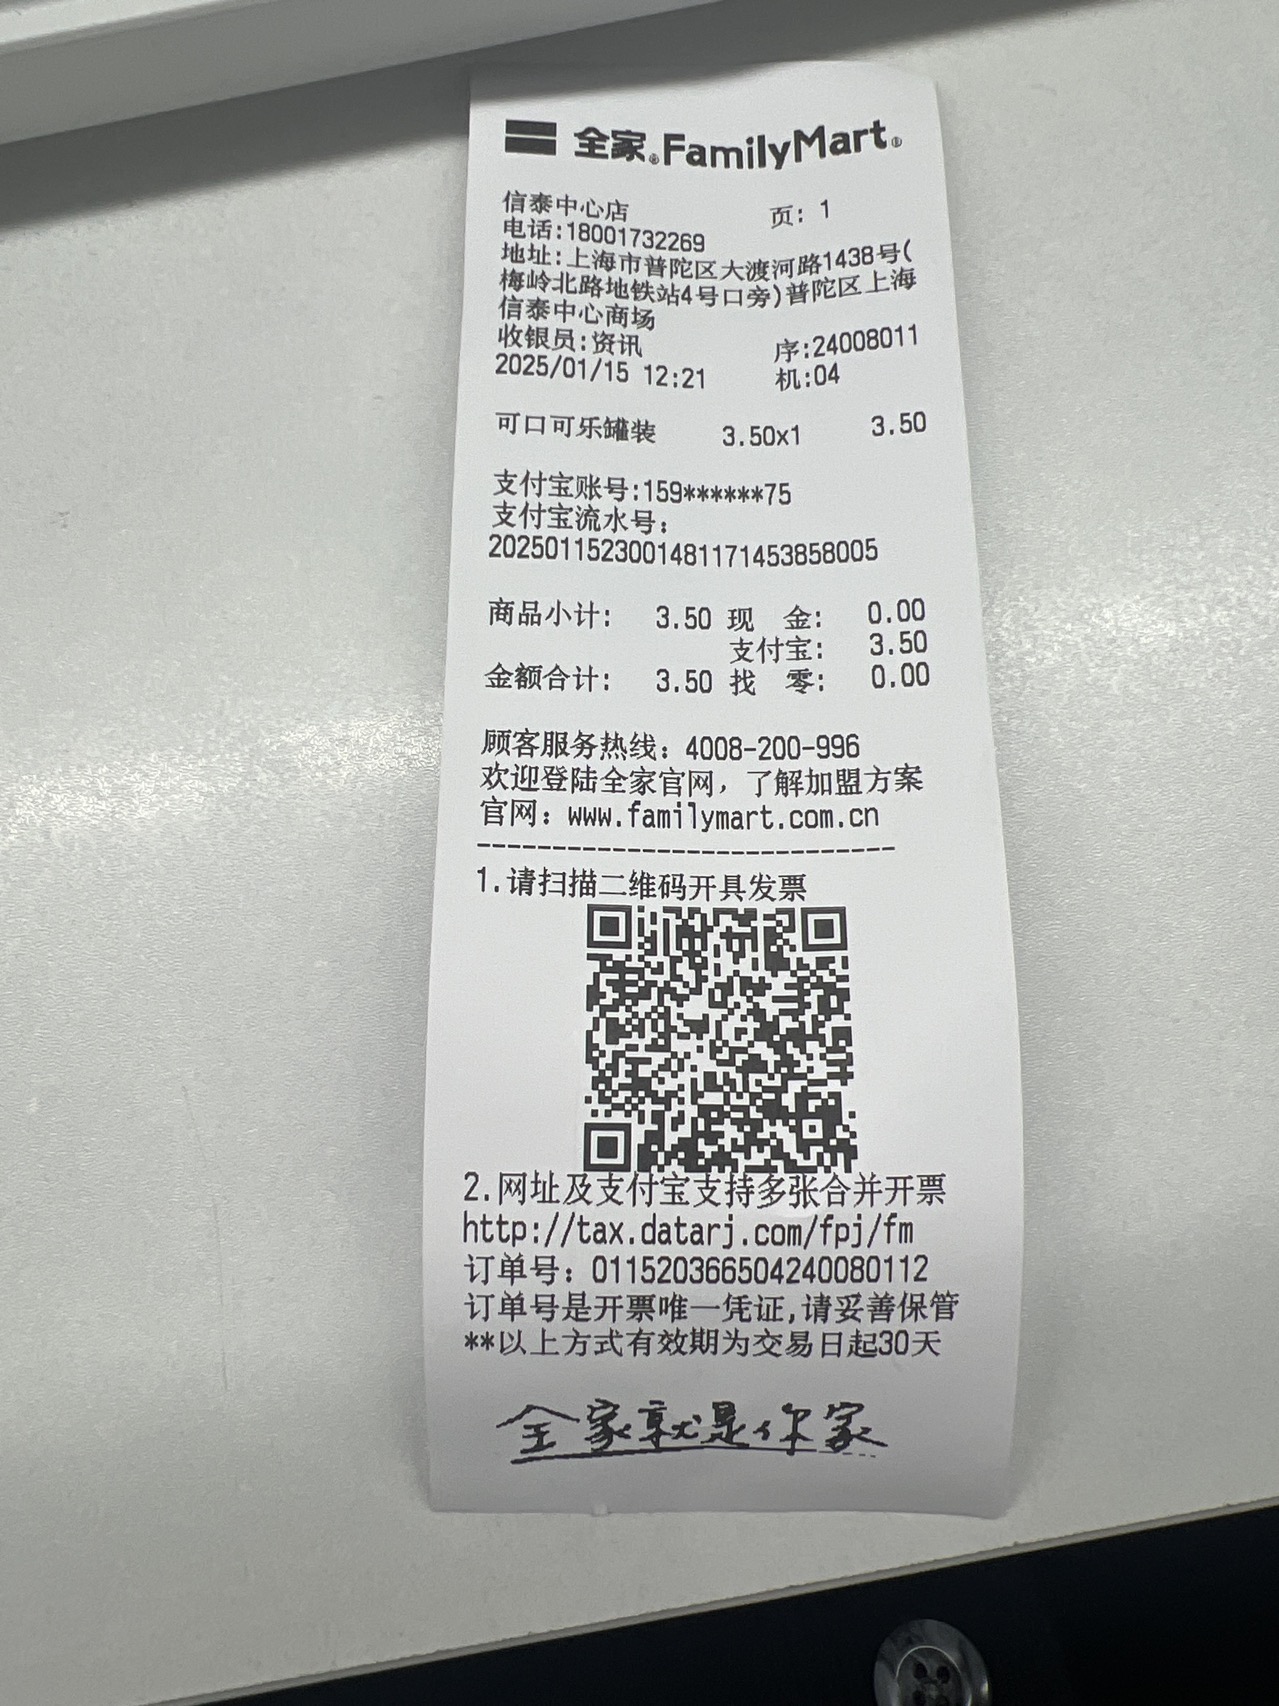 全家®FamilyMart®
信泰中心店 页: 1
电话:18001732269
地址:上海市普陀区大渡河路1438号(
梅岭北路地铁站4号口旁)普陀区上海
信泰中心商场
收银员:资讯 序:24008011
2025/01/15 12:21 机:04
可口可乐罐装 3.50x1 3.50
支付宝账号:159******75
支付宝流水号:
2025011523001481171453858005
商品小计: 3.50 现 金: 0.00
支付宝: 3.50
金额合计: 3.50 找 零: 0.00
顾客服务热线: 4008-200-996
欢迎登陆全家官网, 了解加盟方案
官网: www.familymart.com.cn
----------------------------
1.请扫描二维码开具发票
2.网址及支付宝支持多张合并开票
http://tax.datarj.com/fpj/fm
订单号: 011520366504240080112
订单号是开票唯一凭证,请妥善保管
**以上方式有效期为交易日起30天
全家就是你家